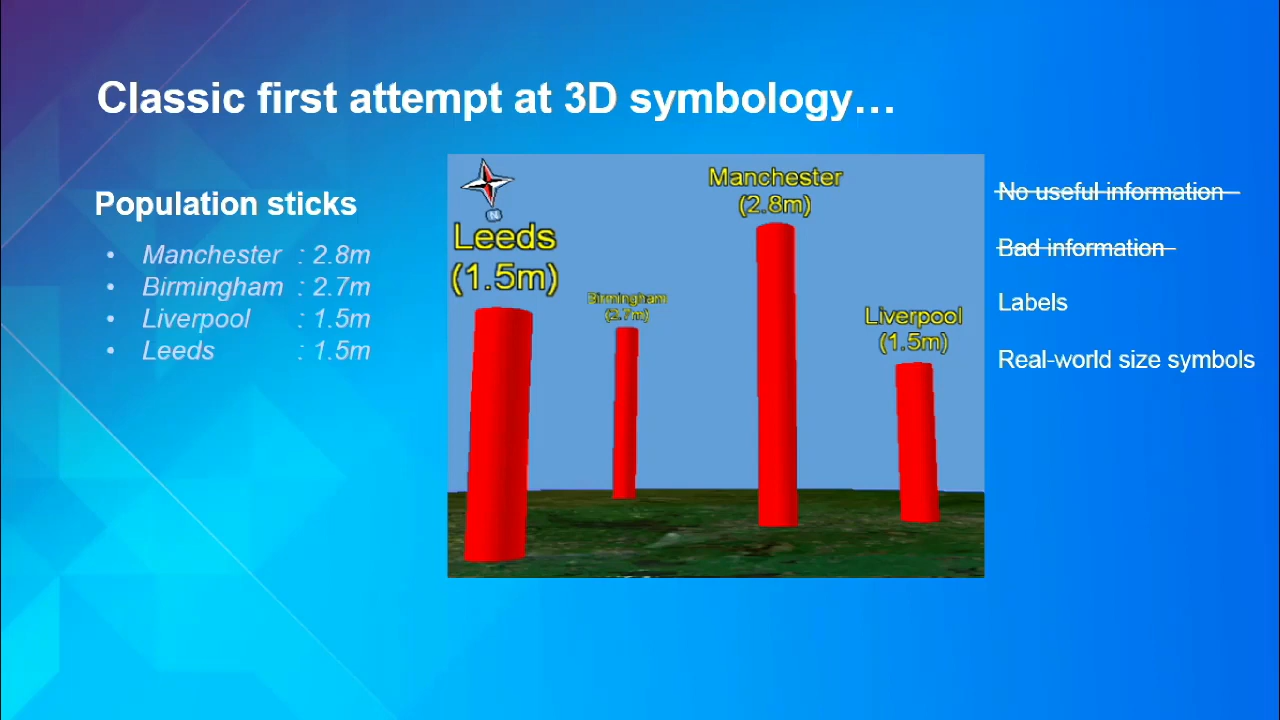 Classic first attempt at 3D symbology…
Population sticks
• Manchester : 2.8m
• Birmingham : 2.7m
• Liverpool : 1.5m
• Leeds : 1.5m
N
Leeds
(1.5m)
Birmingham
(2.7m)
Manchester
(2.8m)
Liverpool
(1.5m)
No useful information
Bad information
Labels
Real-world size symbols